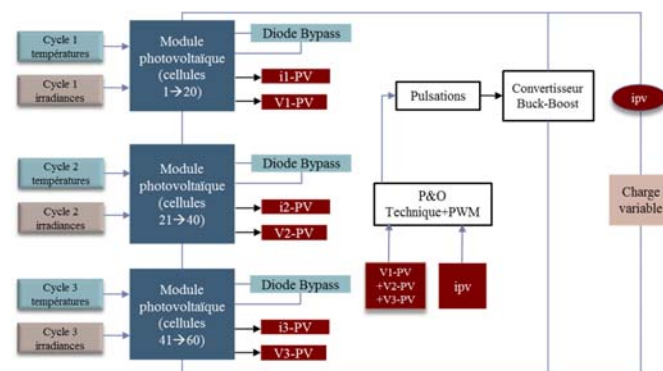 Cycle 1
températures
Cycle 1
irradiances
Module
photovoltaïque
(cellules
1→20)
Diode Bypass
i1-PV
V1-PV
Cycle 2
températures
Cycle 2
irradiances
Module
photovoltaïque
(cellules
21→40)
Diode Bypass
i2-PV
V2-PV
Cycle 3
températures
Cycle 3
irradiances
Module
photovoltaïque
(cellules
41→60)
Diode Bypass
i3-PV
V3-PV
Pulsations
Convertisseur
Buck-Boost
P&O
Technique+PWM
V1-PV
+V2-PV
+V3-PV
ipv
ipv
Charge
variable